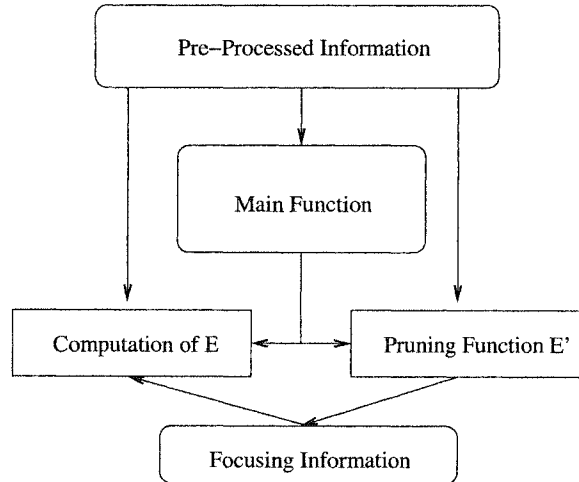 Pre–Processed Information
Main Function
Computation of E
Pruning Function E'
Focusing Information